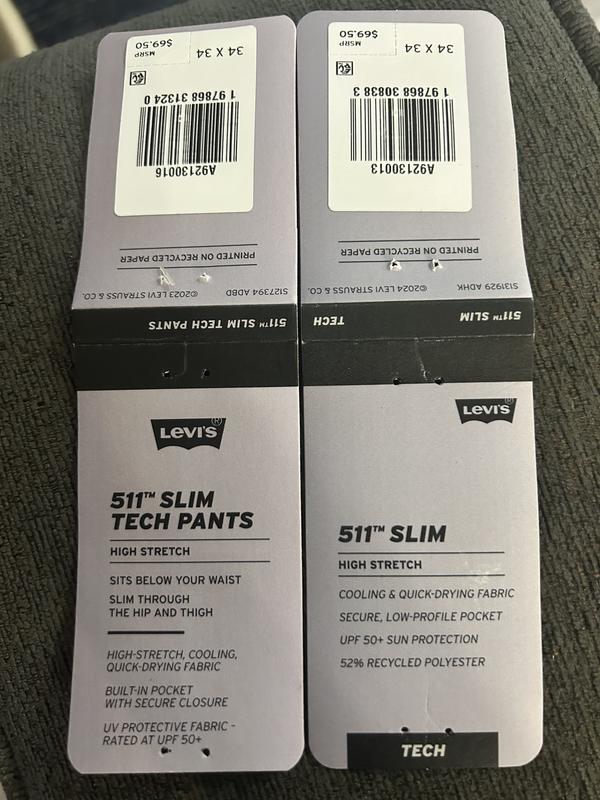 MSRP
$69.50
34 X 34
1 97868 31324 0
A92130016
PRINTED ON RECYCLED PAPER
©2023 LEVI STRAUSS & CO.
S127394 ADBD
511™ SLIM TECH PANTS
LEVI'S®
511™ SLIM
TECH PANTS
HIGH STRETCH
SITS BELOW YOUR WAIST
SLIM THROUGH
THE HIP AND THIGH
HIGH-STRETCH, COOLING,
QUICK-DRYING FABRIC
BUILT-IN POCKET
WITH SECURE CLOSURE
UV PROTECTIVE FABRIC -
RATED AT UPF 50+
MSRP
$69.50
34 X 34
1 97868 30838 3
A92130013
PRINTED ON RECYCLED PAPER
©2024 LEVI STRAUSS & CO.
S131929 ADHK
511™ SLIM
TECH
LEVI'S®
511™ SLIM
HIGH STRETCH
COOLING & QUICK-DRYING FABRIC
SECURE, LOW-PROFILE POCKET
UPF 50+ SUN PROTECTION
52% RECYCLED POLYESTER
TECH